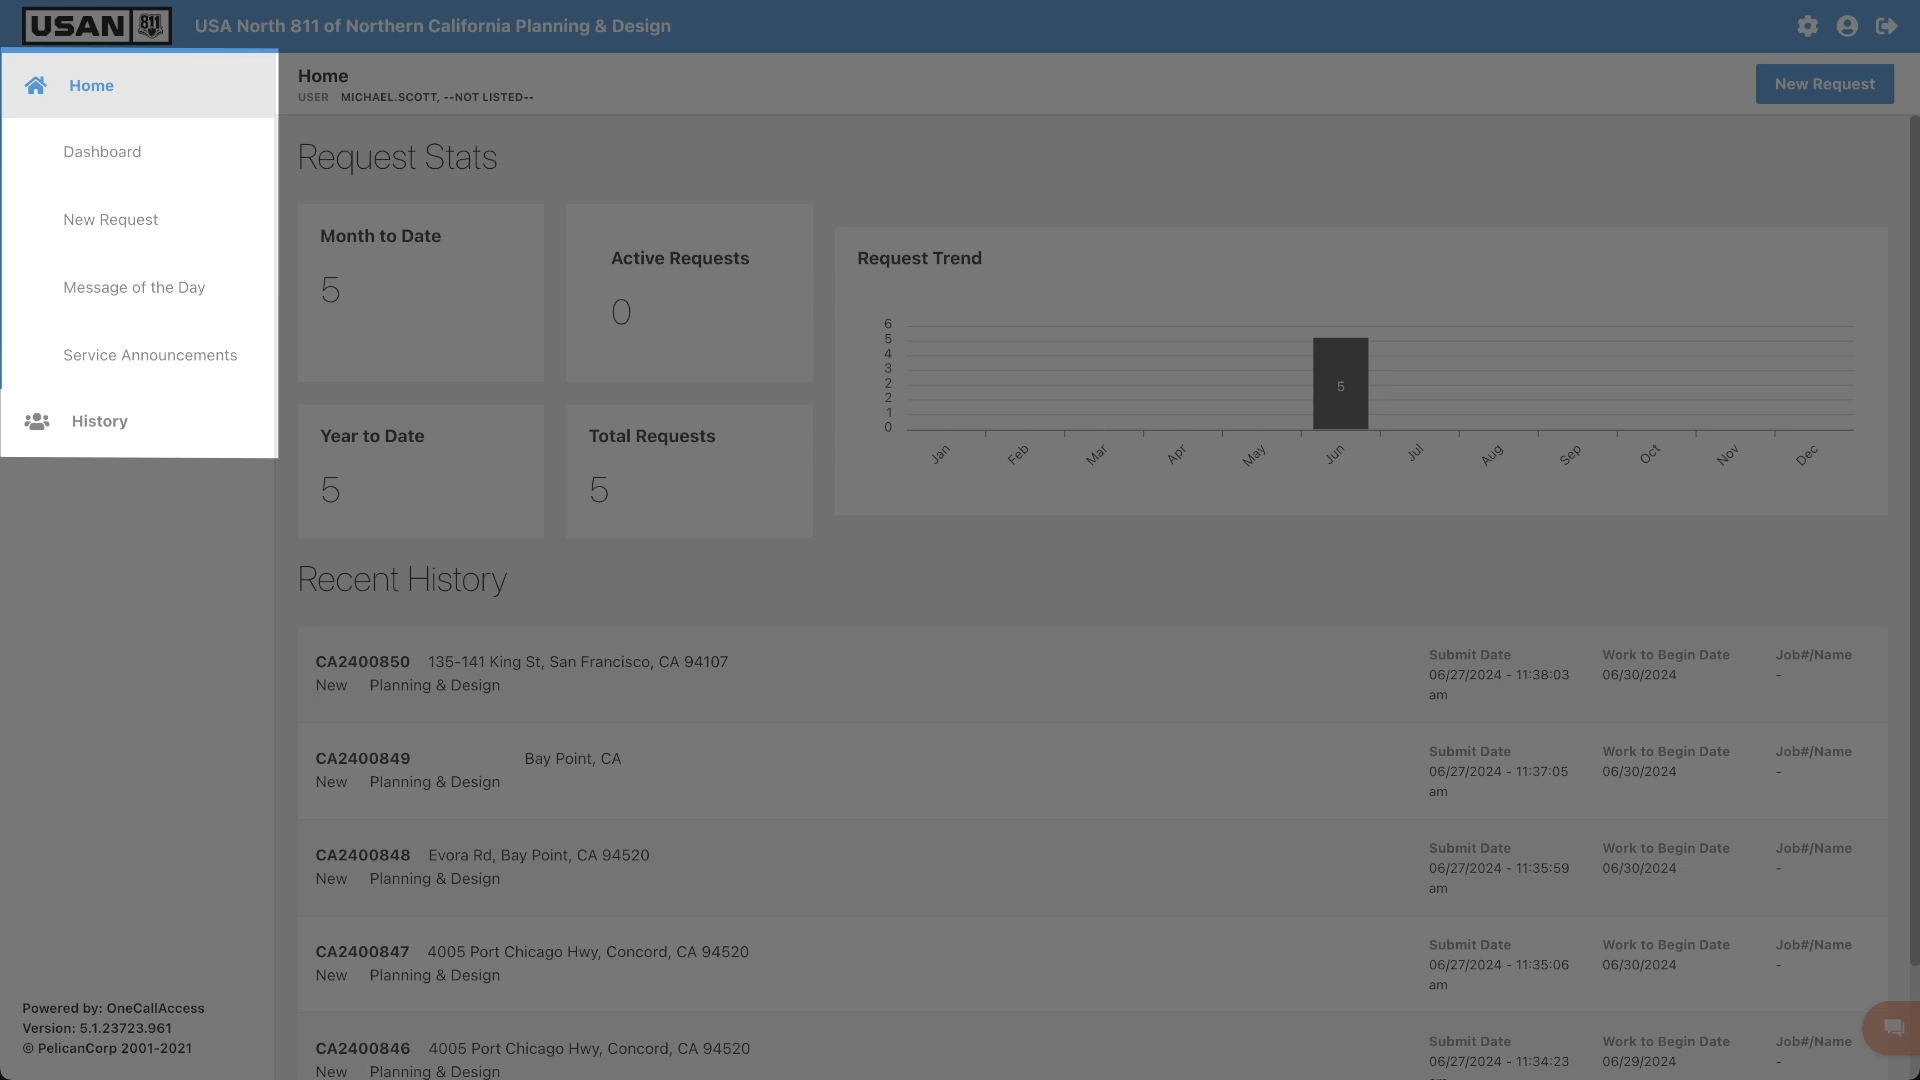 USAN 811
USA North 811 of Northern California Planning & Design
Home
Dashboard
New Request
Message of the Day
Service Announcements
History
Powered by: OneCallAccess
Version: 5.1.23723.961
© PelicanCorp 2001-2021
Home
USER MICHAEL.SCOTT, --NOT LISTED--
New Request
Request Stats
Month to Date
5
Active Requests
0
Year to Date
5
Total Requests
5
Request Trend
6
5
4
3
2
2
1
0
5
Jan Feb Mar Apr May Jun Jul Aug Sep Oct Nov Dec
Recent History
CA2400850 135-141 King St, San Francisco, CA 94107
New Planning & Design
Submit Date Work to Begin Date Job#/Name
06/27/2024 - 11:38:03 06/30/2024 -
am
CA2400849 Bay Point, CA
New Planning & Design
Submit Date Work to Begin Date Job#/Name
06/27/2024 - 11:37:05 06/30/2024 -
am
CA2400848 Evora Rd, Bay Point, CA 94520
New Planning & Design
Submit Date Work to Begin Date Job#/Name
06/27/2024 - 11:35:59 06/30/2024 -
am
CA2400847 4005 Port Chicago Hwy, Concord, CA 94520
New Planning & Design
Submit Date Work to Begin Date Job#/Name
06/27/2024 - 11:35:06 06/30/2024 -
am
CA2400846 4005 Port Chicago Hwy, Concord, CA 94520
New Planning & Design
Submit Date Work to Begin Date Job#/Name
06/27/2024 - 11:34:23 06/29/2024 -